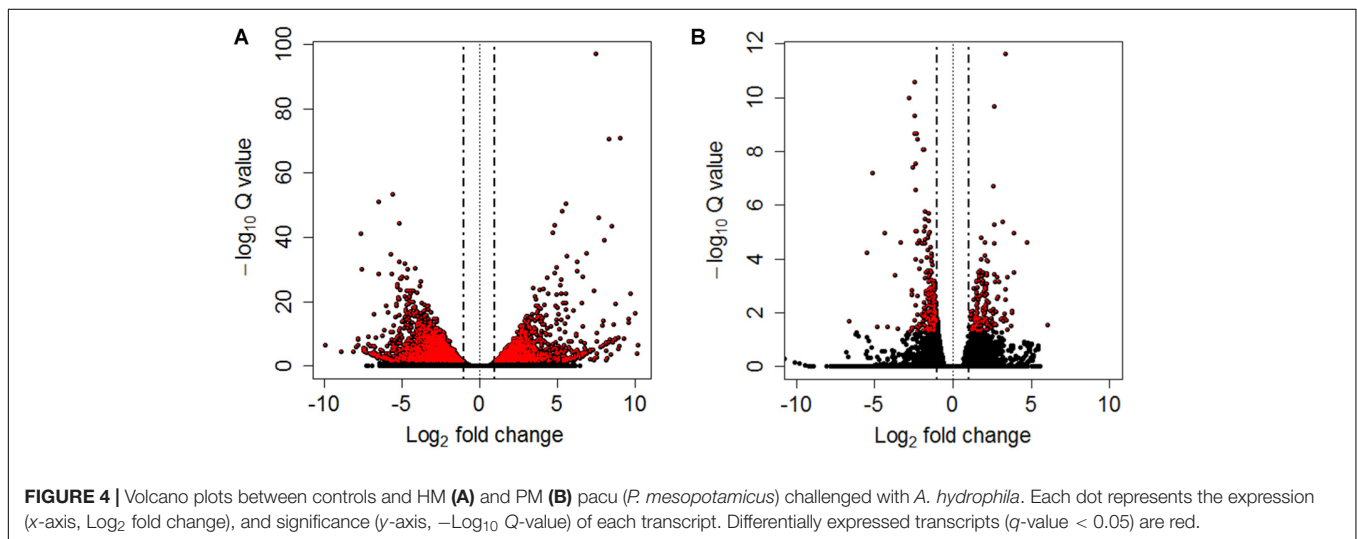 A
B
100
80
60
40
20
0
− log10 Q value
-10 -5 0 5 10
Log2 fold change
12
10
8
6
4
2
0
−log10 Q value
-10 -5 0 5 10
Log2 fold change
FIGURE 4 | Volcano plots between controls and HM (A) and PM (B) pacu (P. mesopotamicus) challenged with A. hydrophila. Each dot represents the expression
(x-axis, Log2 fold change), and significance (y-axis, −Log10 Q-value) of each transcript. Differentially expressed transcripts (q-value < 0.05) are red.